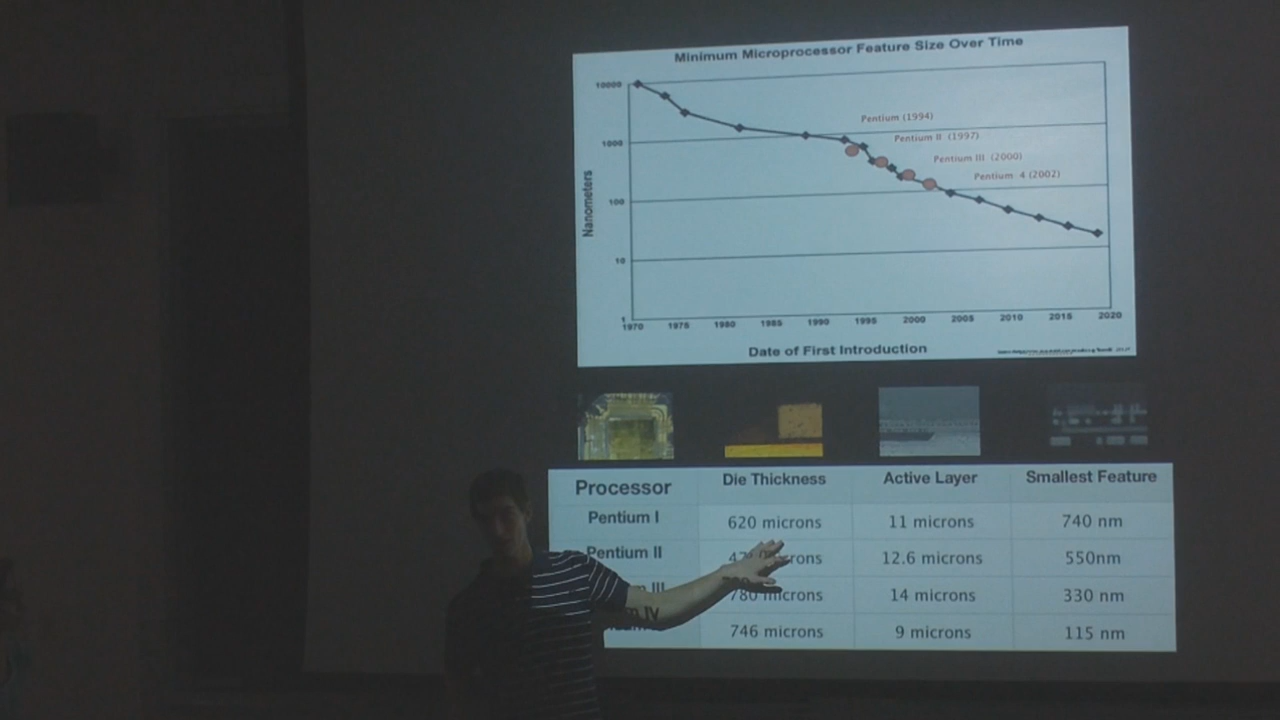 Minimum Microprocessor Feature Size Over Time
10000
1000
100
10
1
Nanometers
Pentium (1994)
Pentium II (1997)
Pentium III (2000)
Pentium 4 (2002)
1970 1975 1980 1985 1990 1995 2000 2005 2010 2015 2020
Date of First Introduction
Processor Die Thickness Active Layer Smallest Feature
Pentium I 620 microns 11 microns 740 nm
Pentium II 12.6 microns 550nm
III 780 microns 14 microns 330 nm
IV 746 microns 9 microns 115 nm